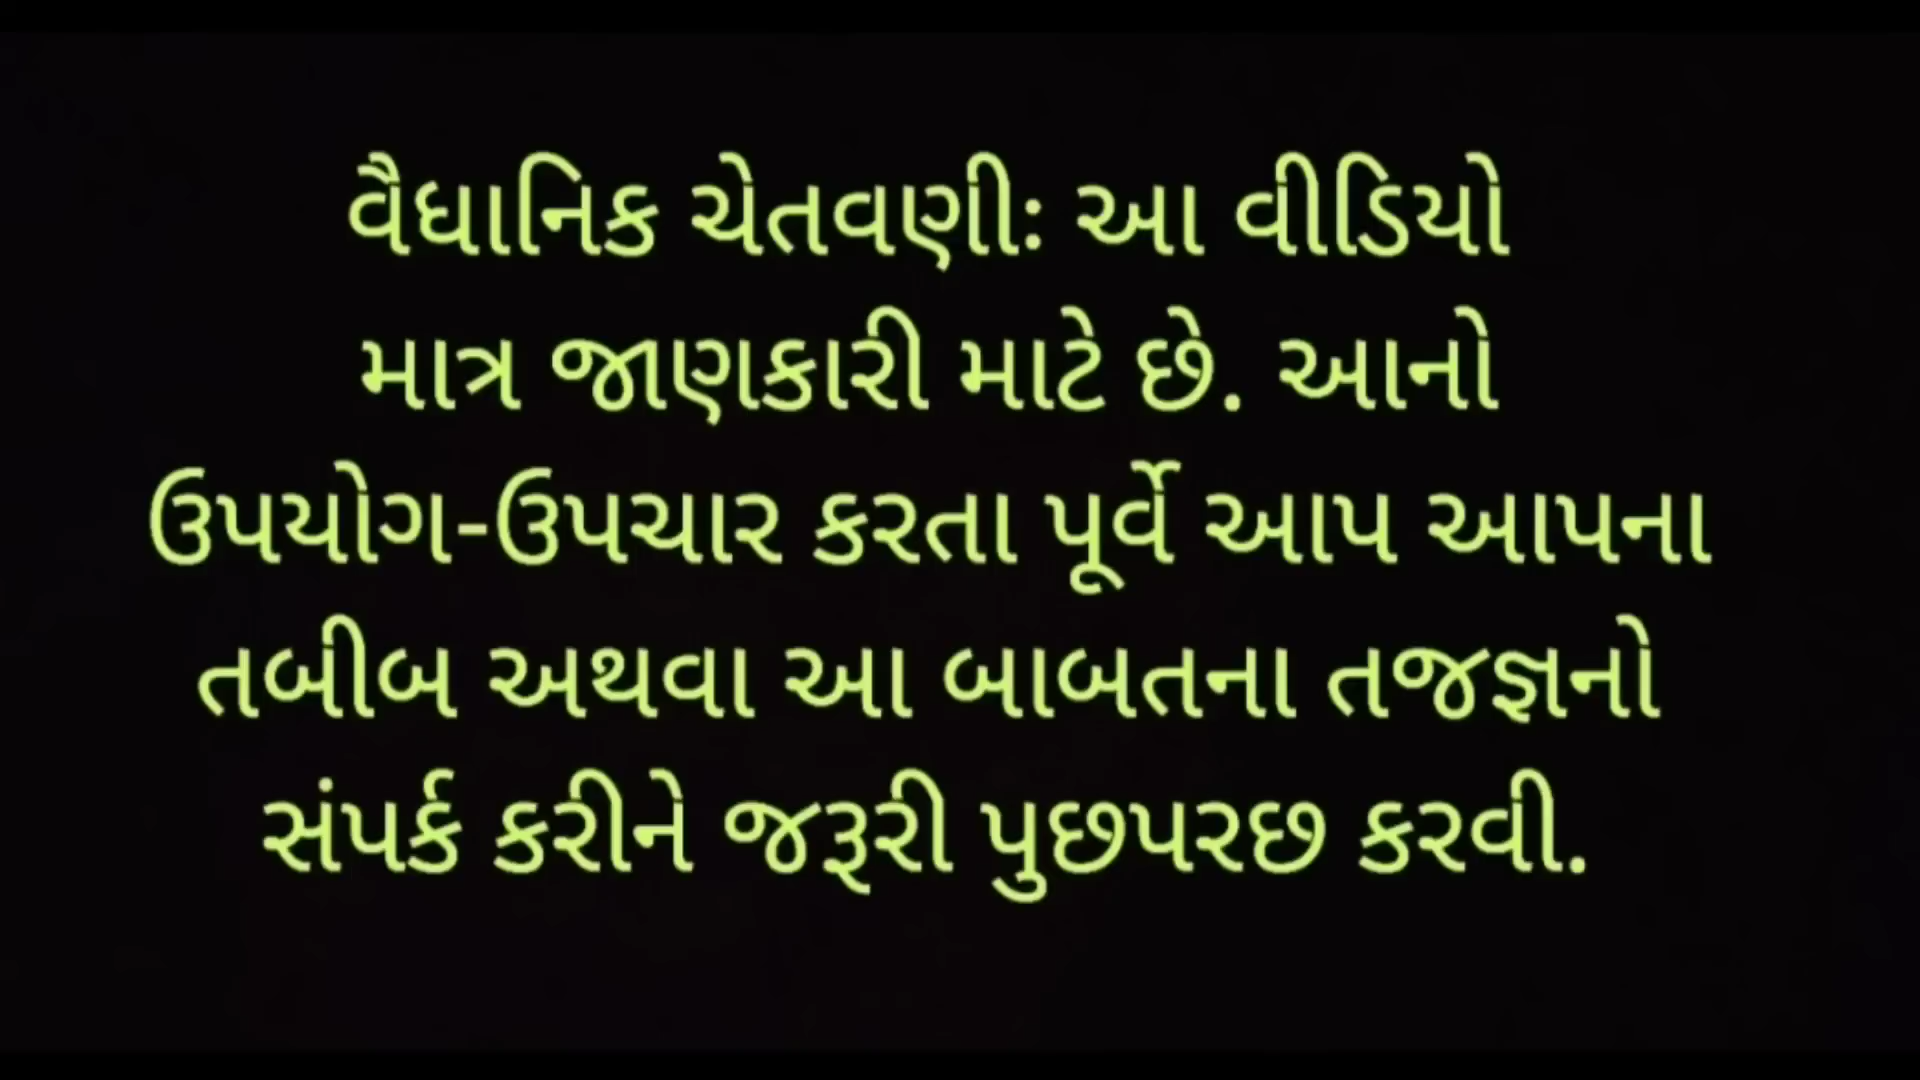 વૈધાનિક ચેતવણીઃ આ વીડિયો
માત્ર જાણકારી માટે છે. આનો
ઉપયોગ-ઉપચાર કરતા પૂર્વે આપ આપના
તબીબ અથવા આ બાબતના તજજ્ઞનો
સંપર્ક કરીને જરૂરી પુછપરછ કરવી.